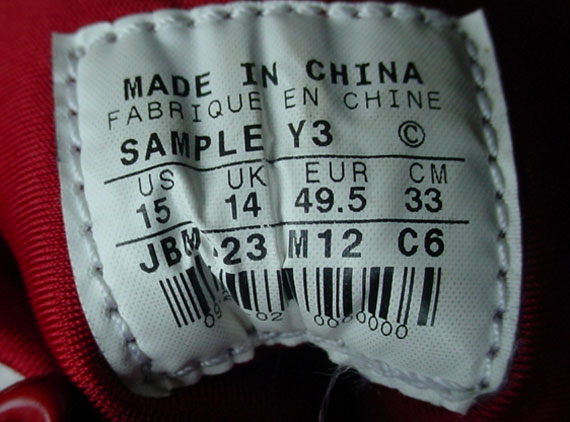 MADE IN CHINA
FABRIQUE EN CHINE
SAMPLE Y3 ©
US UK EUR CM
15 14 49.5 33
M12 C6
02